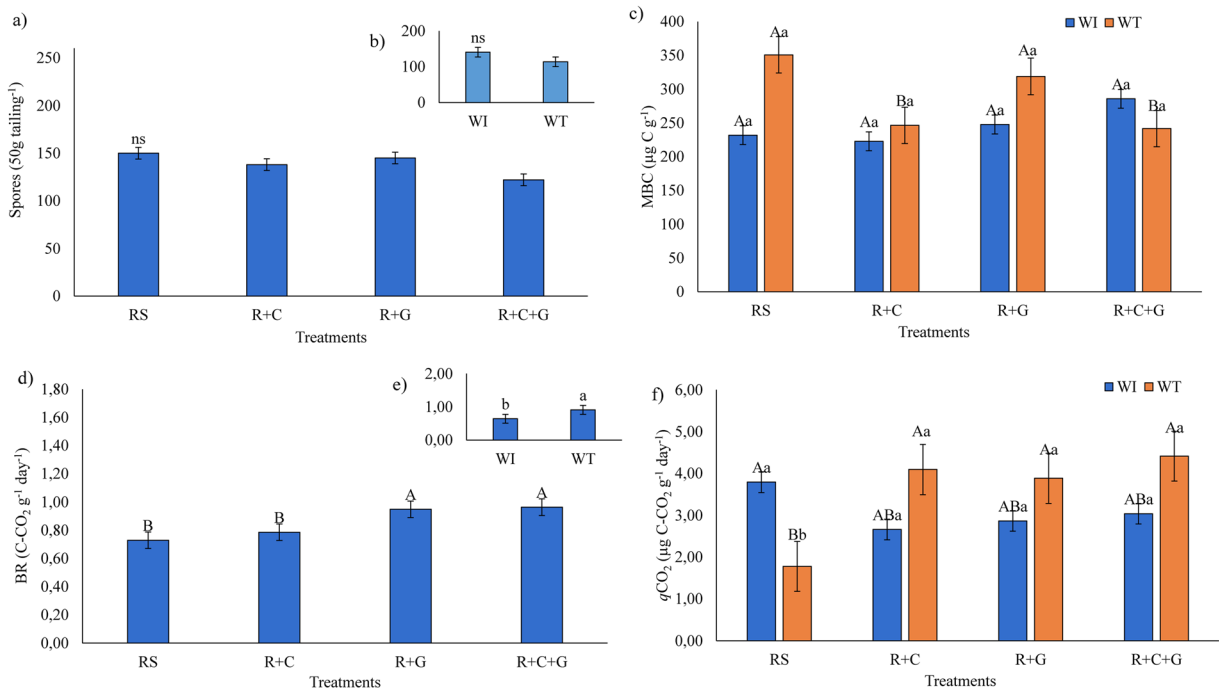 a)
Spores (50g tailing-1)
250
200
150
100
50
0
ns
RS R+C R+G R+C+G
Treatments
b)
200
100
0
ns
WI WT
c)
WI WT
MBC (µg C g-1)
400
350
300
250
200
150
100
50
0
Aa Aa Aa Ba Aa Aa Aa Ba
RS R+C R+G R+C+G
Treatments
d)
BR (C-CO2 g-1 day-1)
1,80
1,60
1,40
1,20
1,00
0,80
0,60
0,40
0,20
0,00
B B A A
RS R+C R+G R+C+G
Treatments
e)
2,00
1,00
0,00
b a
WI WT
f)
WI WT
qCO2 (µg C-CO2 g-1 day-1)
6,00
5,00
4,00
3,00
2,00
1,00
0,00
Aa Bb ABa Aa ABa Aa ABa Aa
RS R+C R+G R+C+G
Treatments